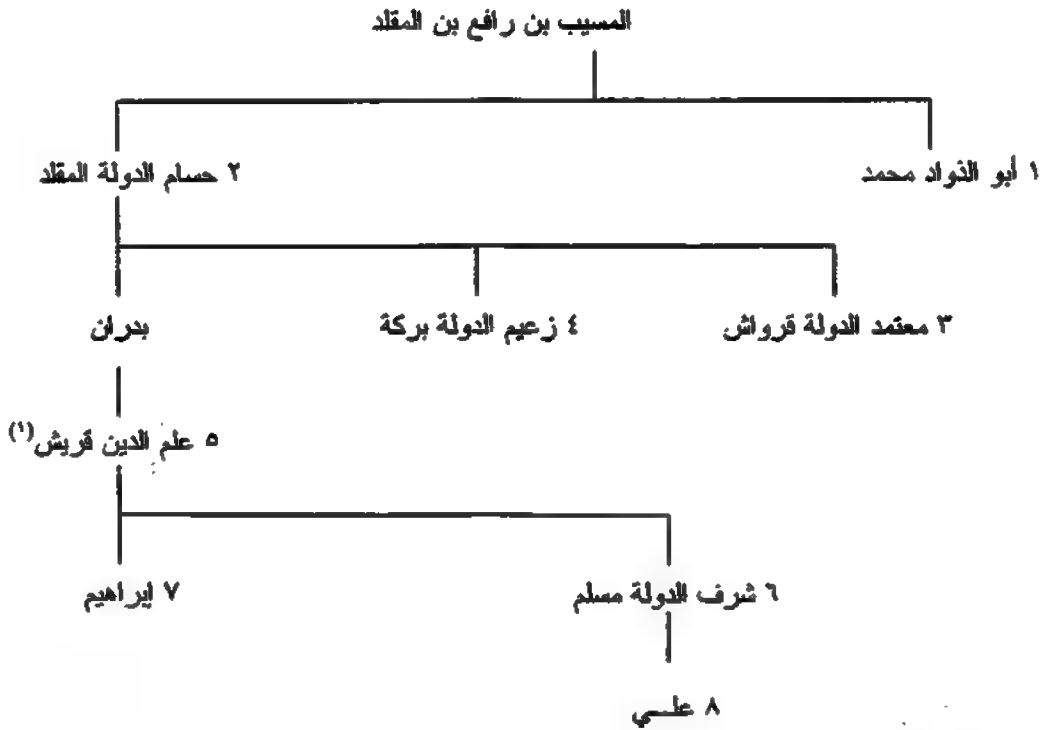 المسيب بن رافع بن المقلد
١ أبو الذواد محمد
٢ حسام الدولة المقلد
٣ معتمد الدولة قرواش
٤ زعيم الدولة بركة
بدران
٥ علم الدين قريش(١)
٦ شرف الدولة مسلم
٧ إبراهيم
٨ علي